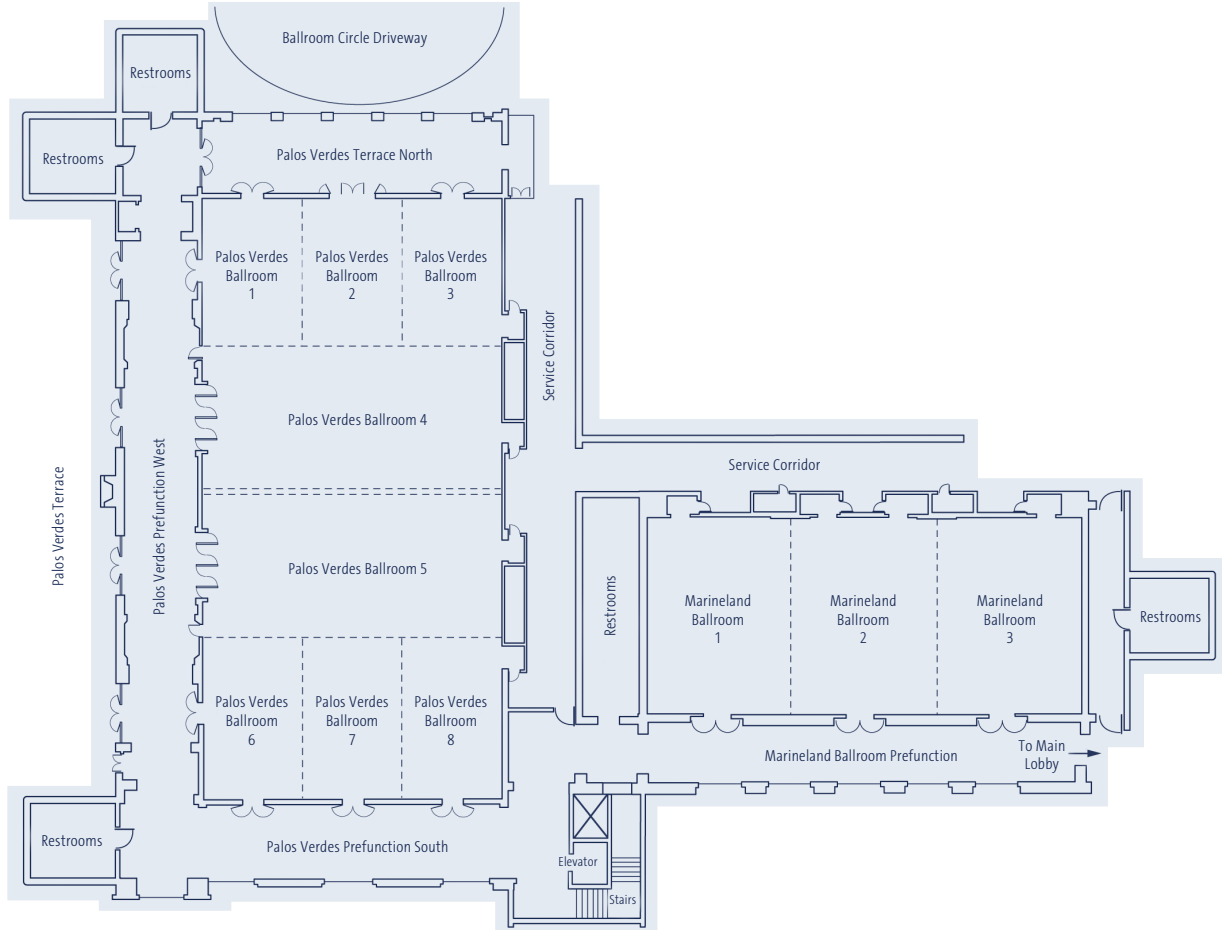 Ballroom Circle Driveway
Restrooms
Restrooms
Palos Verdes Terrace North
Palos Verdes
Ballroom
1
Palos Verdes
Ballroom
2
Palos Verdes
Ballroom
3
Service Corridor
Palos Verdes Ballroom 4
Palos Verdes Terrace
Palos Verdes Prefunction West
Service Corridor
Palos Verdes Ballroom 5
Restrooms
Marineland
Ballroom
1
Marineland
Ballroom
2
Marineland
Ballroom
3
Restrooms
Palos Verdes
Ballroom
6
Palos Verdes
Ballroom
7
Palos Verdes
Ballroom
8
Marineland Ballroom Prefunction
To Main
Lobby
Restrooms
Palos Verdes Prefunction South
Elevator
Stairs